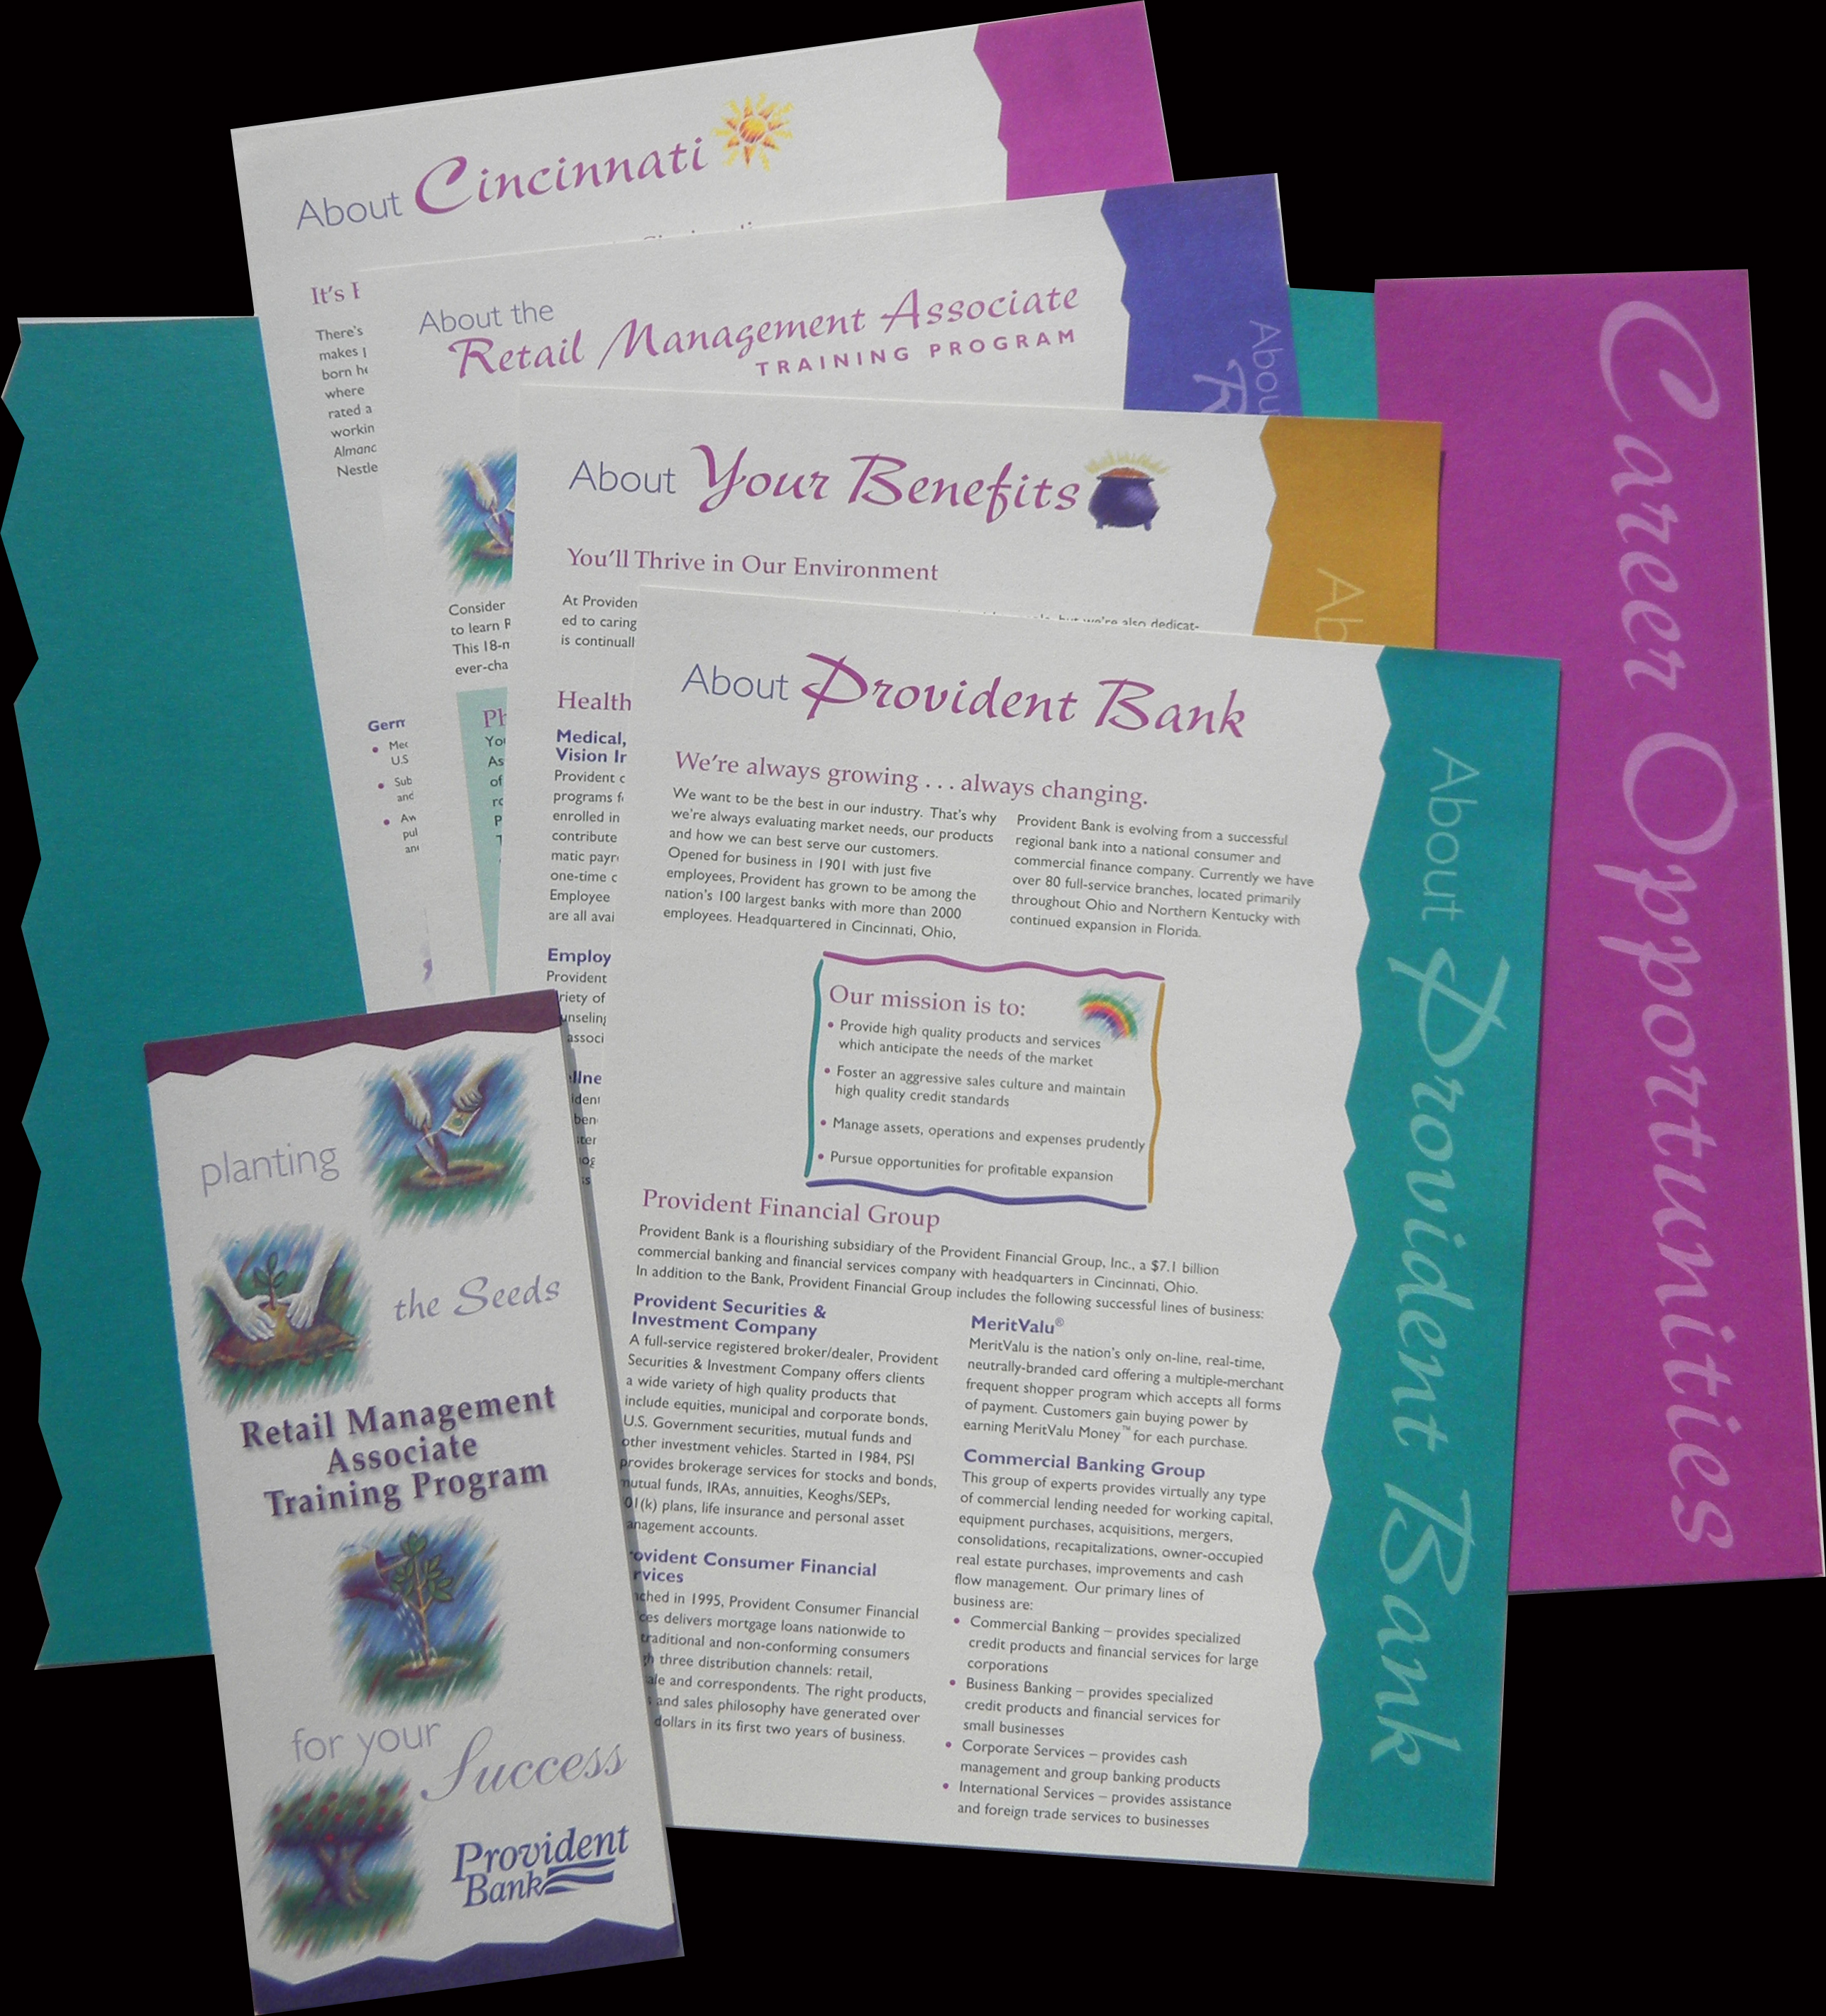 About Cincinnati
It's
There's
makes
born
where
rated a
workin
Almanc
Nestle
About the
Retail Management Associate
TRAINING PROGRAM
Abou
R
Consider
to learn
This 18-
ever-cha
Germ
U.S
Sub
and
pul
Yo
As
of
About Your Benefits
You'll Thrive in Our Environment
At Providen
ed to caring
we're also dedicat-
is continuall
Ab
Health
Medical,
Vision
Provident
programs
enrolled in
contribute
matic
one-time
Employee
are all avai
Employ
Provident
riety of
unseling
associ
About Provident Bank
We're always growing . . . always changing.
We want to be the best in our industry. That's why
we're always evaluating market needs, our products
and how we can best serve our customers.
Opened for business in 1901 with just five
employees, Provident has grown to be among the
nation's 100 largest banks with more than 2000
employees. Headquartered in Cincinnati, Ohio,
Provident Bank is evolving from a successful
regional bank into a national consumer and
commercial finance company. Currently we have
over 80 full-service branches, located primarily
throughout Ohio and Northern Kentucky with
continued expansion in Florida.
Our mission is to:
• Provide high quality products and services
which anticipate the needs of the market
• Foster an aggressive sales culture and maintain
high quality credit standards
• Manage assets, operations and expenses prudently
• Pursue opportunities for profitable expansion
Provident Financial Group
Provident Bank is a flourishing subsidiary of the Provident Financial Group, Inc., a $7.1 billion
commercial banking and financial services company with headquarters in Cincinnati, Ohio.
In addition to the Bank, Provident Financial Group includes the following successful lines of business:
Provident Securities &
Investment Company
A full-service registered broker/dealer, Provident
Securities & Investment Company offers clients
a wide variety of high quality products that
include equities, municipal and corporate bonds,
U.S. Government securities, mutual funds and
other investment vehicles. Started in 1984, PSI
provides brokerage services for stocks and bonds,
mutual funds, IRAs, annuities, Keoghs/SEPs,
01(k) plans, life insurance and personal asset
anagement accounts.
ovident Consumer Financial
rvices
ched in 1995, Provident Consumer Financial
ces delivers mortgage loans nationwide to
traditional and non-conforming consumers
three distribution channels: retail,
ale and correspondents. The right products,
and sales philosophy have generated over
dollars in its first two years of business.
MeritValu®
MeritValu is the nation's only on-line, real-time,
neutrally-branded card offering a multiple-merchant
frequent shopper program which accepts all forms
of payment. Customers gain buying power by
earning MeritValu Money™ for each purchase.
Commercial Banking Group
This group of experts provides virtually any type
of commercial lending needed for working capital,
equipment purchases, acquisitions, mergers,
consolidations, recapitalizations, owner-occupied
real estate purchases, improvements and cash
flow management. Our primary lines of
business are:
• Commercial Banking – provides specialized
credit products and financial services for large
corporations
• Business Banking – provides specialized
credit products and financial services for
small businesses
• Corporate Services – provides cash
management and group banking products
• International Services – provides assistance
and foreign trade services to businesses
About Provident Bank
Career Opportunities
planting
the Seeds
Retail Management
Associate
Training Program
for your
Success
Provident
Bank